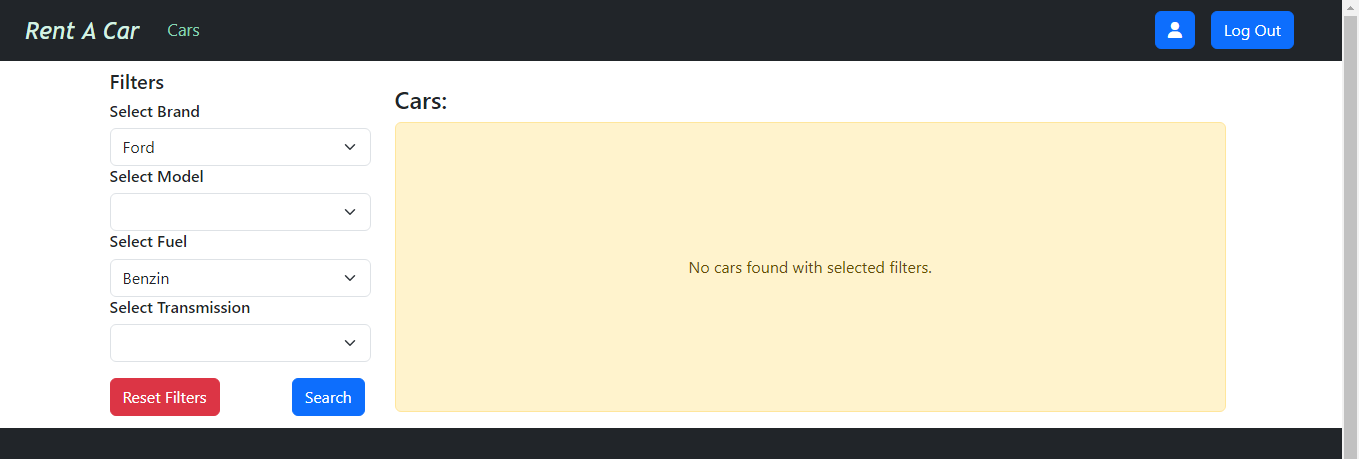 Rent A Car
Cars
Log Out
Filters
Select Brand
Ford
Select Model
Select Fuel
Benzin
Select Transmission
Reset Filters
Search
Cars:
No cars found with selected filters.